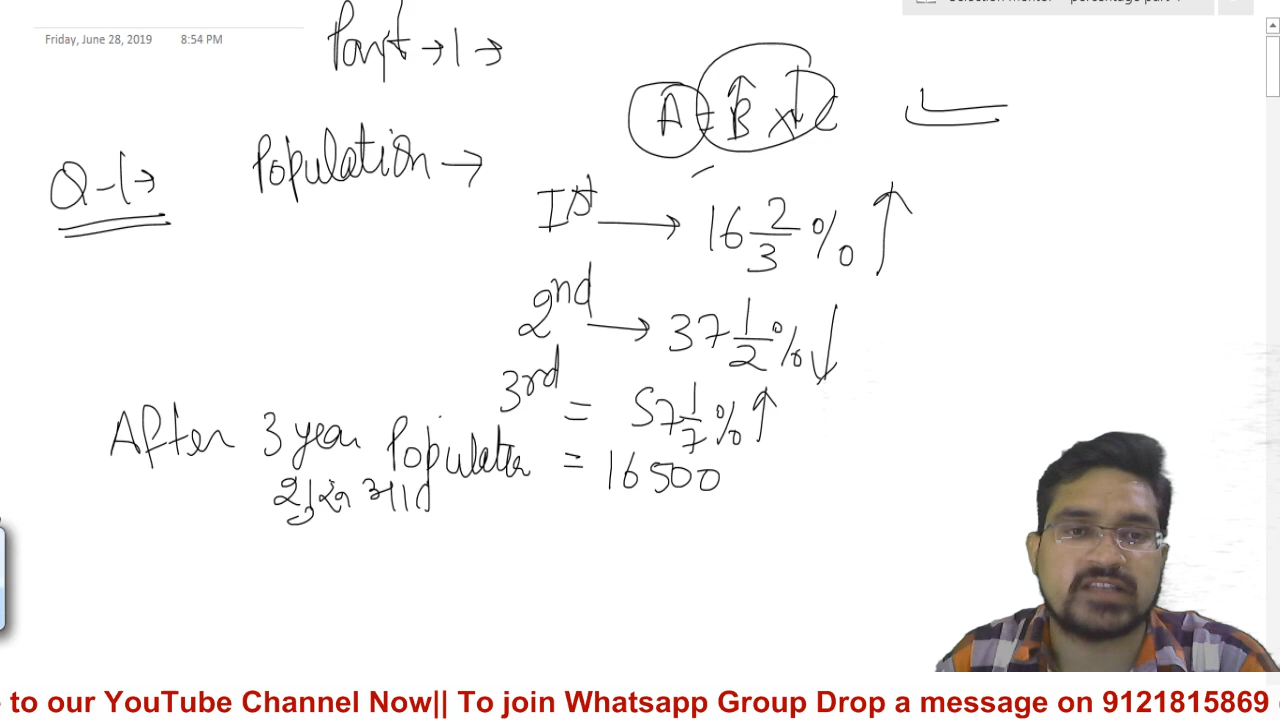 Friday, June 28, 2019 8:54 PM
Part → 1 →
A = B × C
Q-1 →
Population →
Ist → 16 2/3 % ↑
2nd → 37 1/2 % ↓
3rd = 57 1/7 % ↑
After 3 year Population = 16500
to our YouTube Channel Now|| To join Whatsapp Group Drop a message on 9121815869